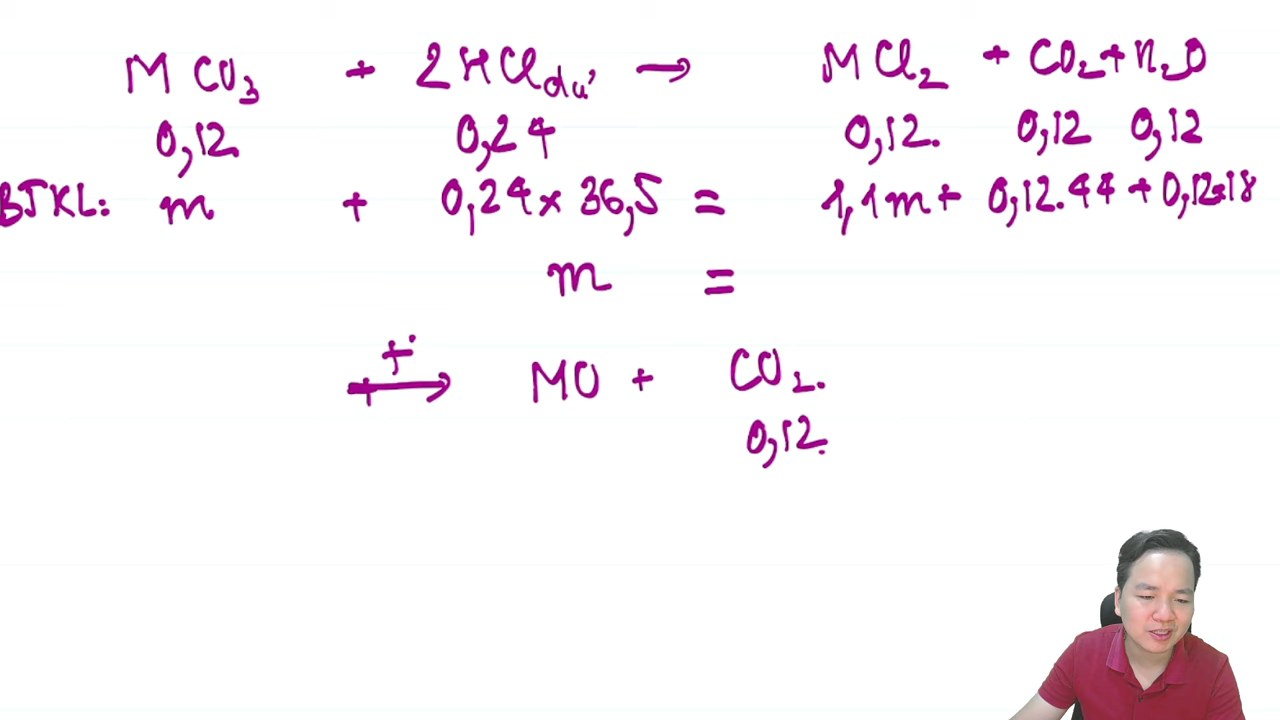 MCO₃ + 2HCl dư → MCl₂ + CO₂ + H₂O
0,12. 0,24 0,12. 0,12 0,12
BTKL: m + 0,24 × 36,5 = 1,1m + 0,12.44 + 0,12.18
m =
t° → MO + CO₂.
0,12.